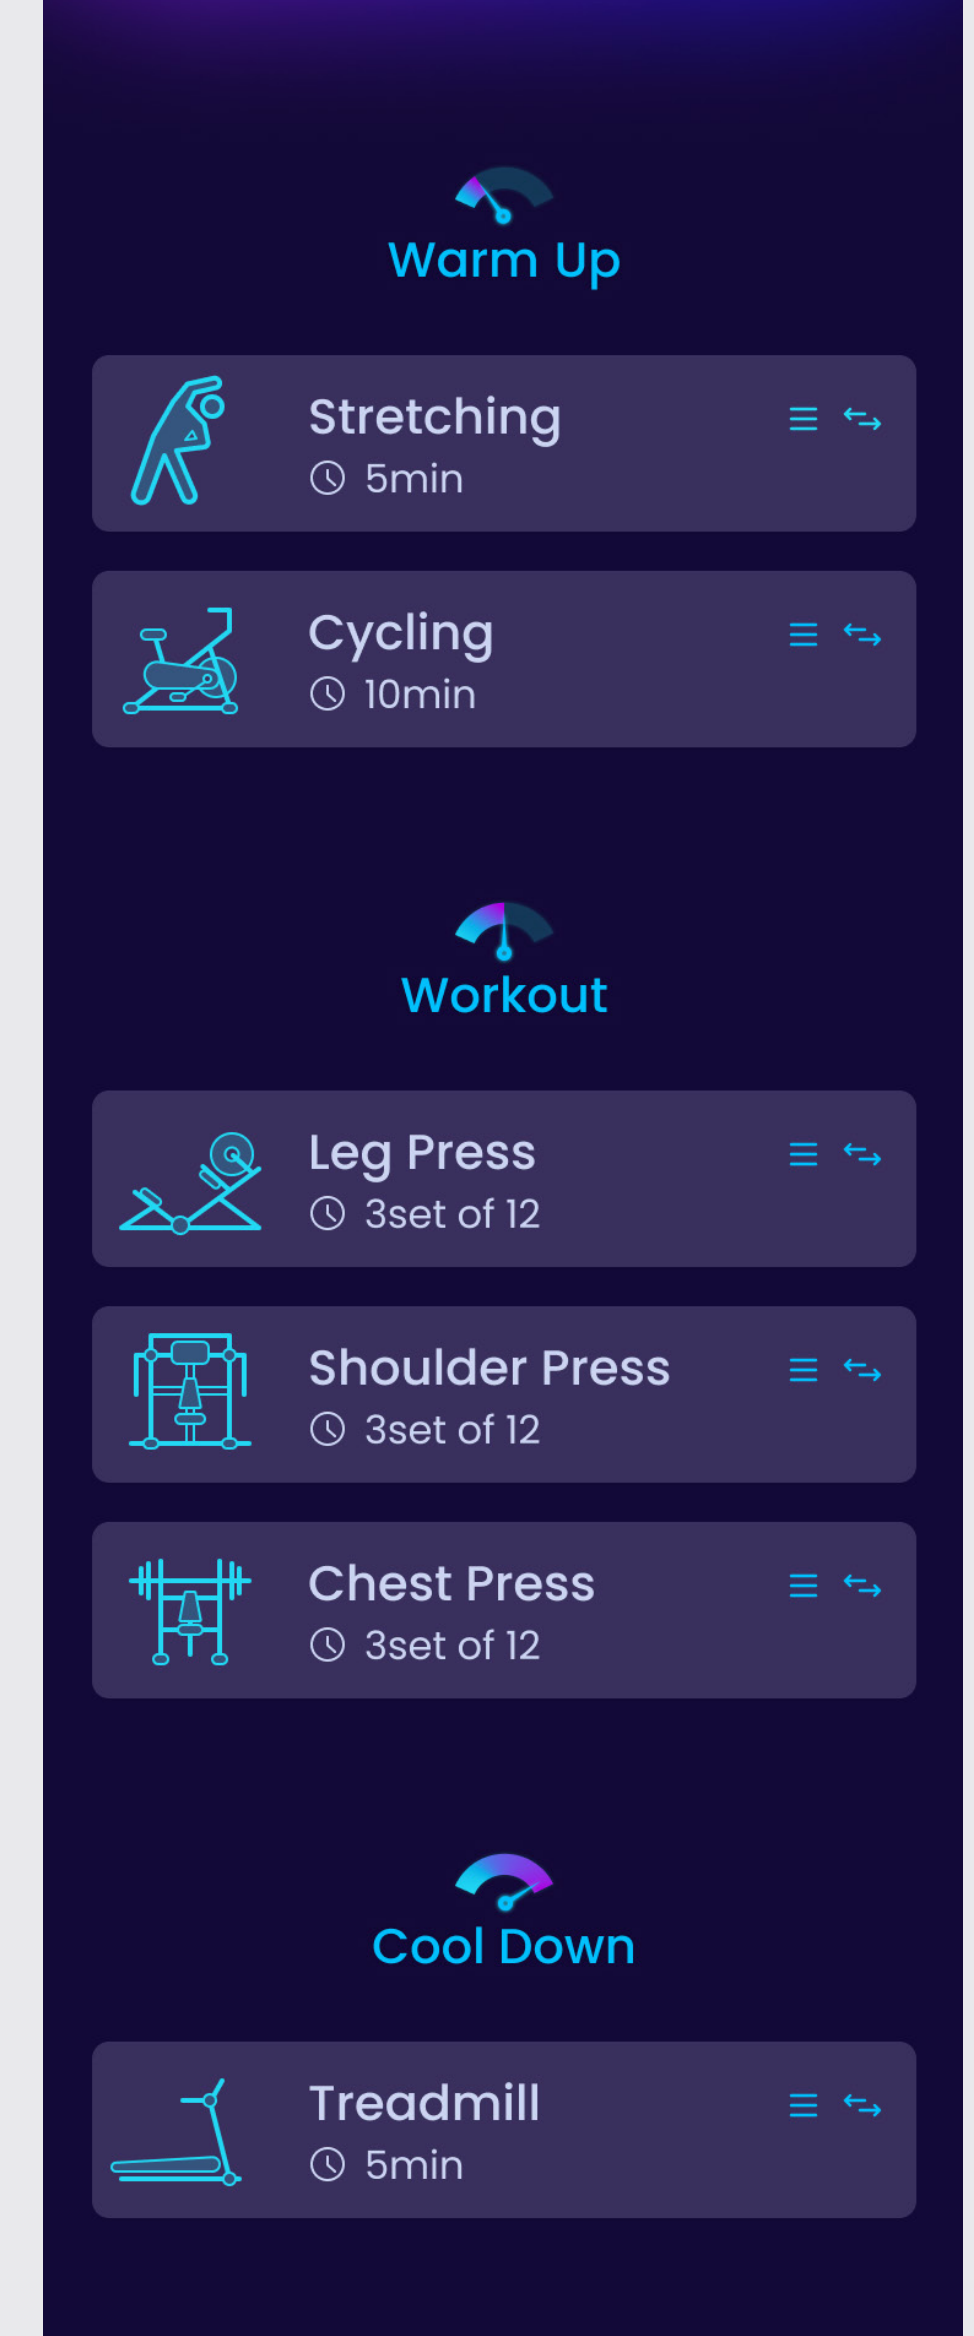 Warm Up
Stretching
5min
Cycling
10min
Workout
Leg Press
3set of 12
Shoulder Press
3set of 12
Chest Press
3set of 12
Cool Down
Treadmill
5min